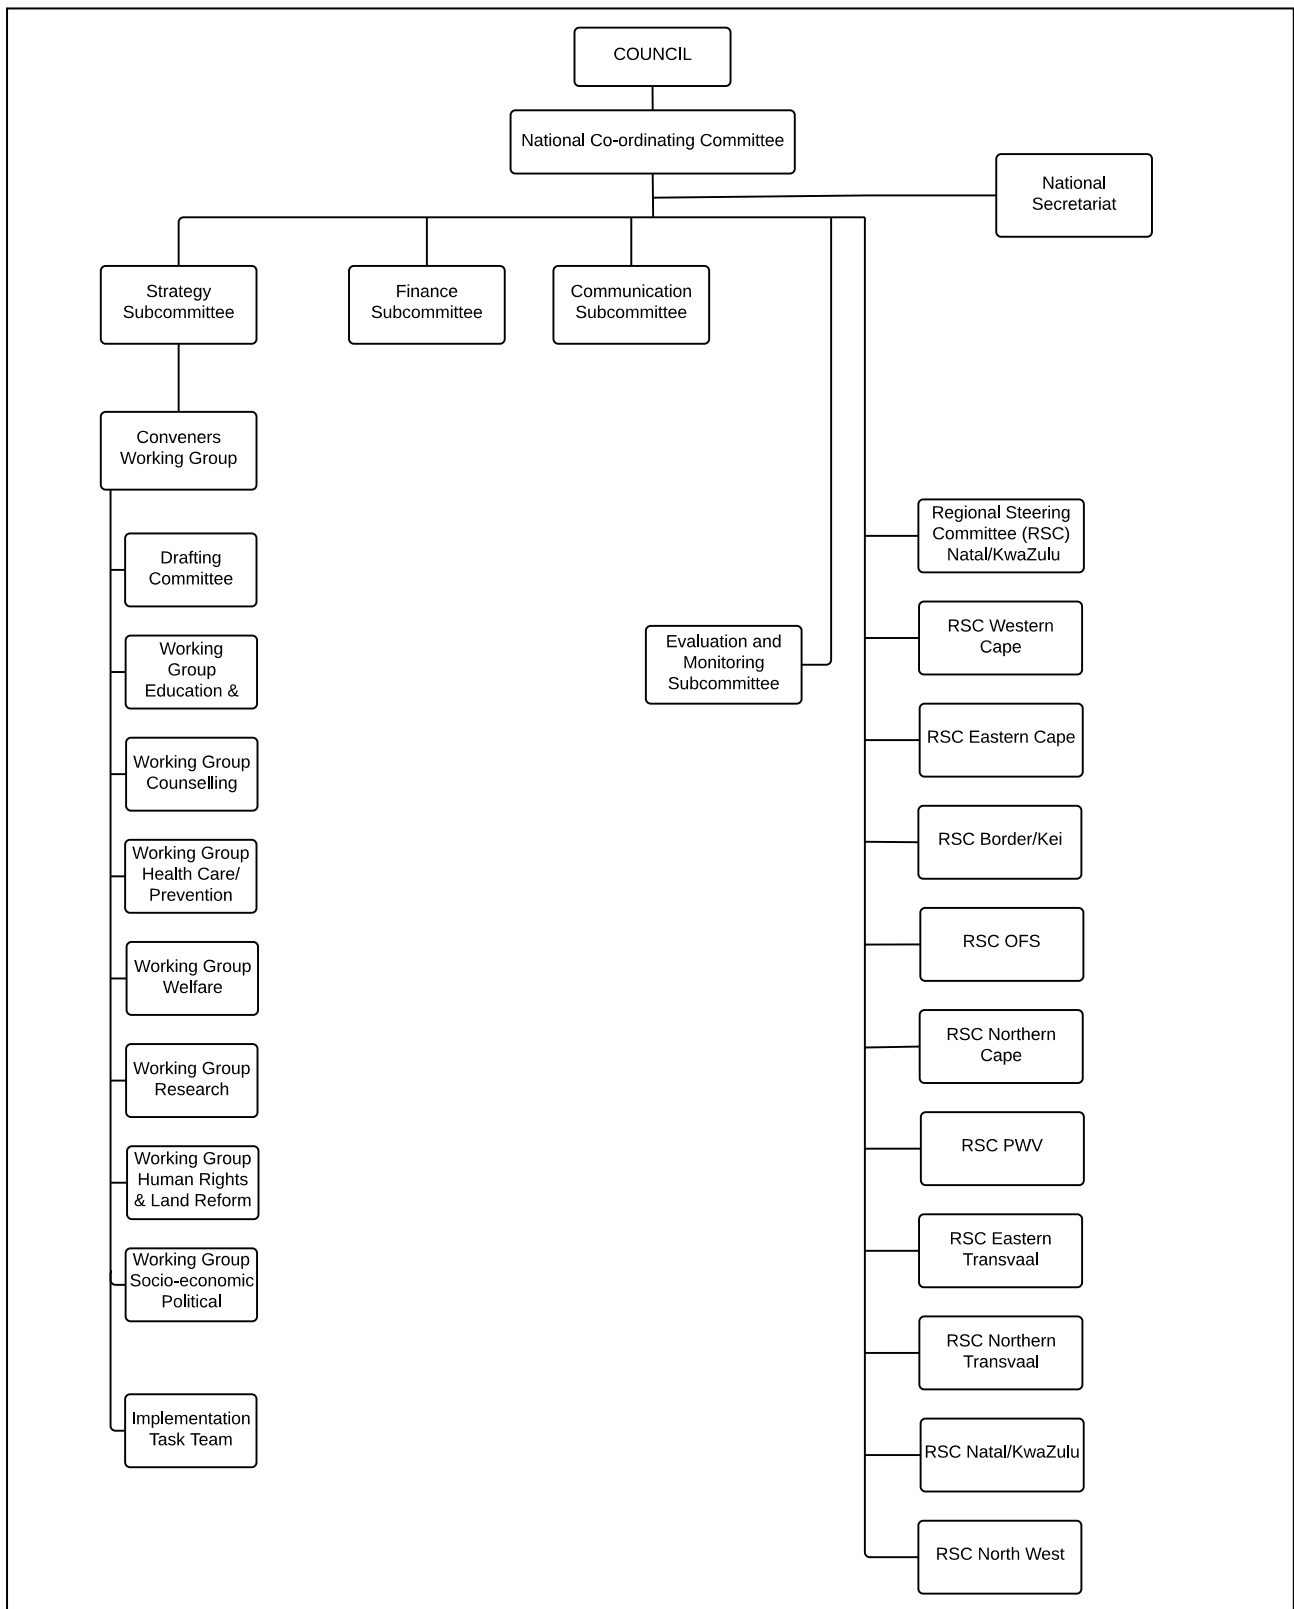 COUNCIL
National Co-ordinating Committee
National
Secretariat
Strategy
Subcommittee
Finance
Subcommittee
Communication
Subcommittee
Conveners
Working Group
Drafting
Committee
Working
Group
Education &
Working Group
Counselling
Working Group
Health Care/
Prevention
Working Group
Welfare
Working Group
Research
Working Group
Human Rights
& Land Reform
Working Group
Socio-economic
Political
Implementation
Task Team
Evaluation and
Monitoring
Subcommittee
Regional Steering
Committee (RSC)
Natal/KwaZulu
RSC Western
Cape
RSC Eastern Cape
RSC Border/Kei
RSC OFS
RSC Northern
Cape
RSC PWV
RSC Eastern
Transvaal
RSC Northern
Transvaal
RSC Natal/KwaZulu
RSC North West